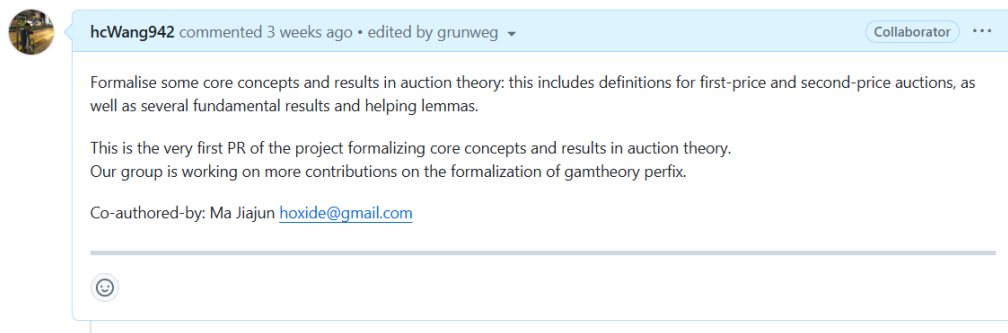 hcWang942 commented 3 weeks ago • edited by grunweg
Collaborator
Formalise some core concepts and results in auction theory: this includes definitions for first-price and second-price auctions, as
well as several fundamental results and helping lemmas.
This is the very first PR of the project formalizing core concepts and results in auction theory.
Our group is working on more contributions on the formalization of gamtheory perfix.
Co-authored-by: Ma Jiajun hoxide@gmail.com